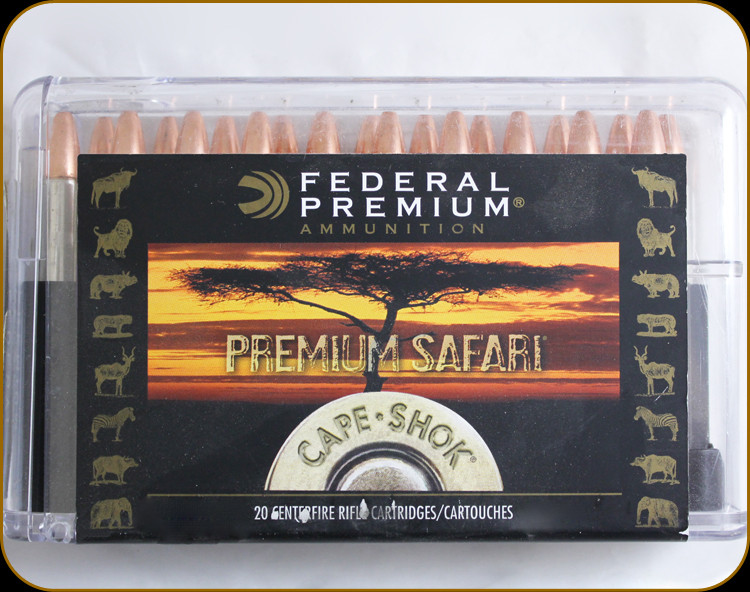 FEDERAL
PREMIUM®
AMMUNITION
PREMIUM SAFARI
CAPE•SHOK®
20 CENTERFIRE RIFLE CARTRIDGES/CARTOUCHES